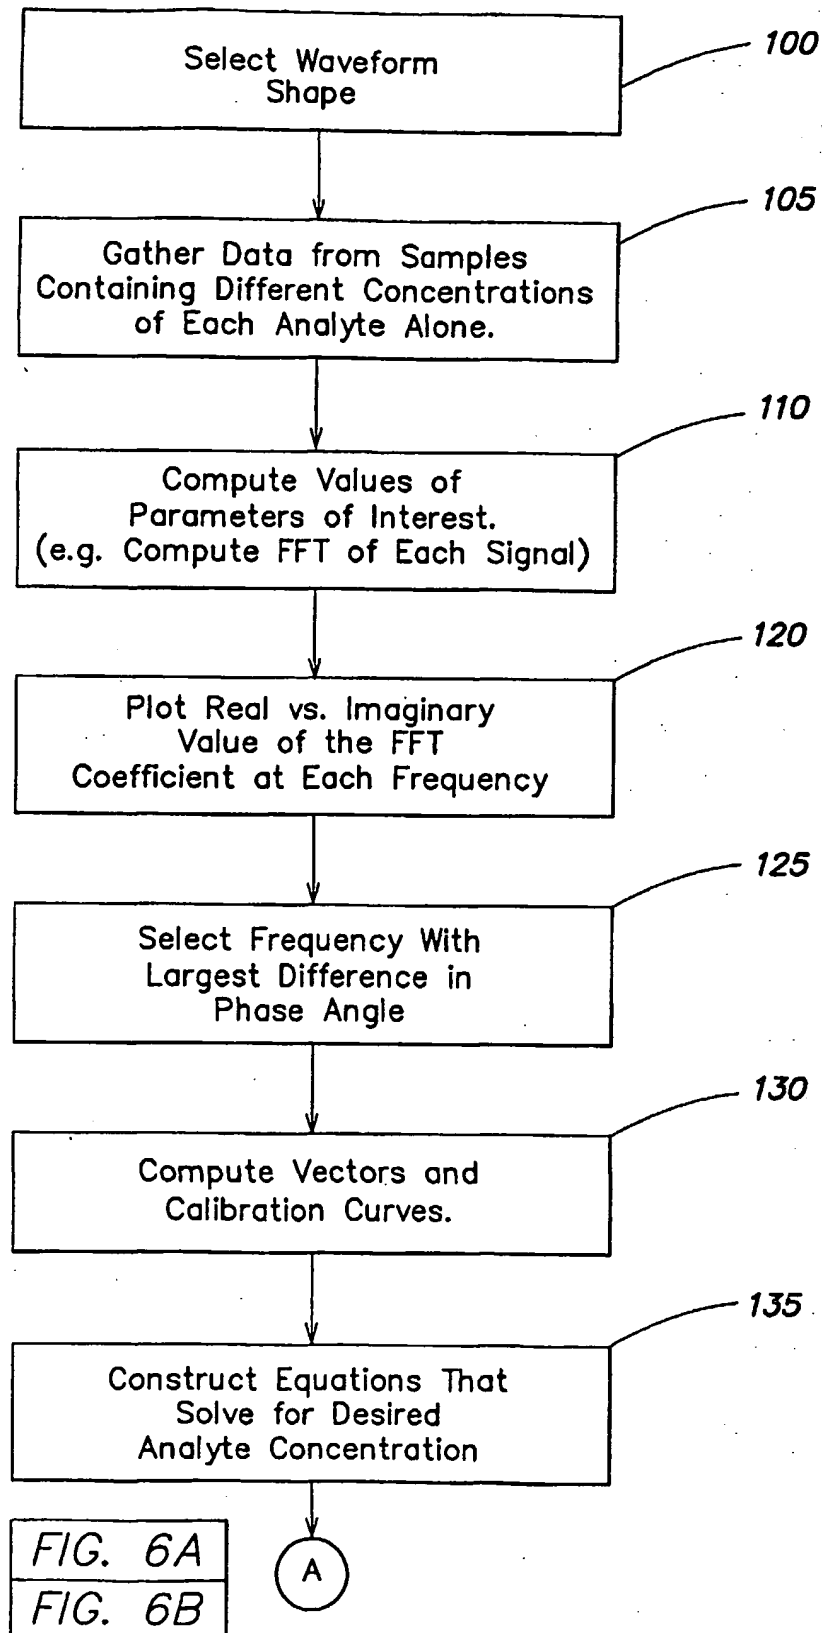 Select Waveform
Shape
100
Gather Data from Samples
Containing Different Concentrations
of Each Analyte Alone.
105
Compute Values of
Parameters of Interest.
(e.g. Compute FFT of Each Signal)
110
Plot Real vs. Imaginary
Value of the FFT
Coefficient at Each Frequency
120
Select Frequency With
Largest Difference in
Phase Angle
125
Compute Vectors and
Calibration Curves.
130
Construct Equations That
Solve for Desired
Analyte Concentration
135
A
FIG. 6A
FIG. 6B